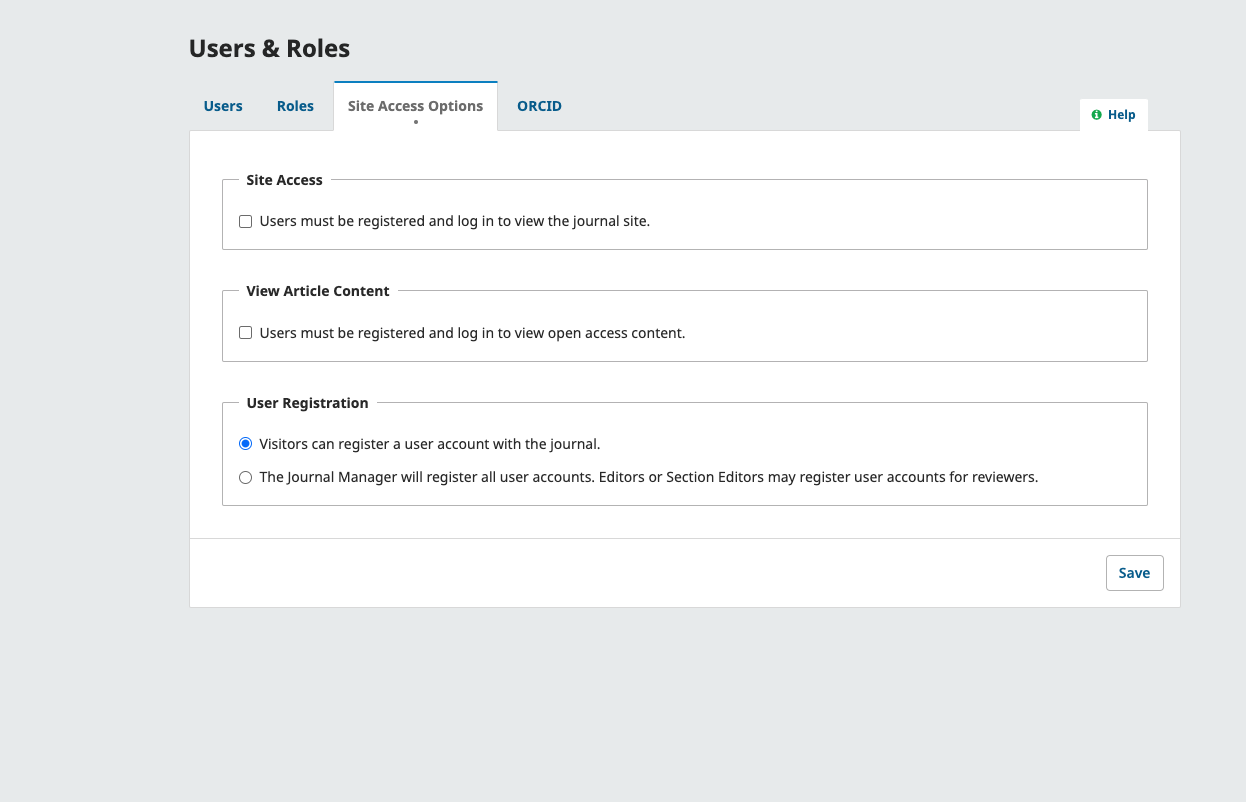 Users & Roles
Users
Roles
Site Access Options
ORCID
Help
Site Access
Users must be registered and log in to view the journal site.
View Article Content
Users must be registered and log in to view open access content.
User Registration
Visitors can register a user account with the journal.
The Journal Manager will register all user accounts. Editors or Section Editors may register user accounts for reviewers.
Save